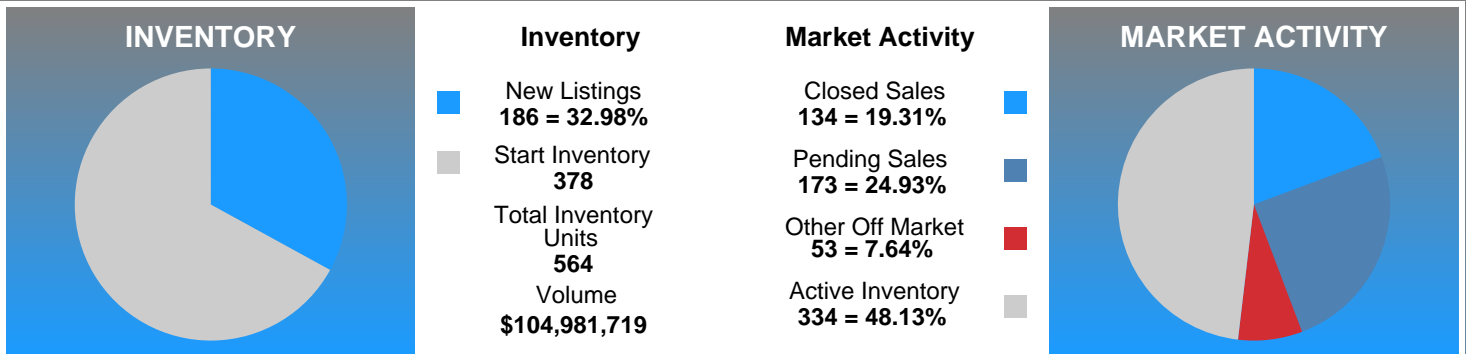 INVENTORY
Inventory
New Listings
186 = 32.98%
Start Inventory
378
Total Inventory
Units
564
Volume
$104,981,719
Market Activity
Closed Sales
134 = 19.31%
Pending Sales
173 = 24.93%
Other Off Market
53 = 7.64%
Active Inventory
334 = 48.13%
MARKET ACTIVITY